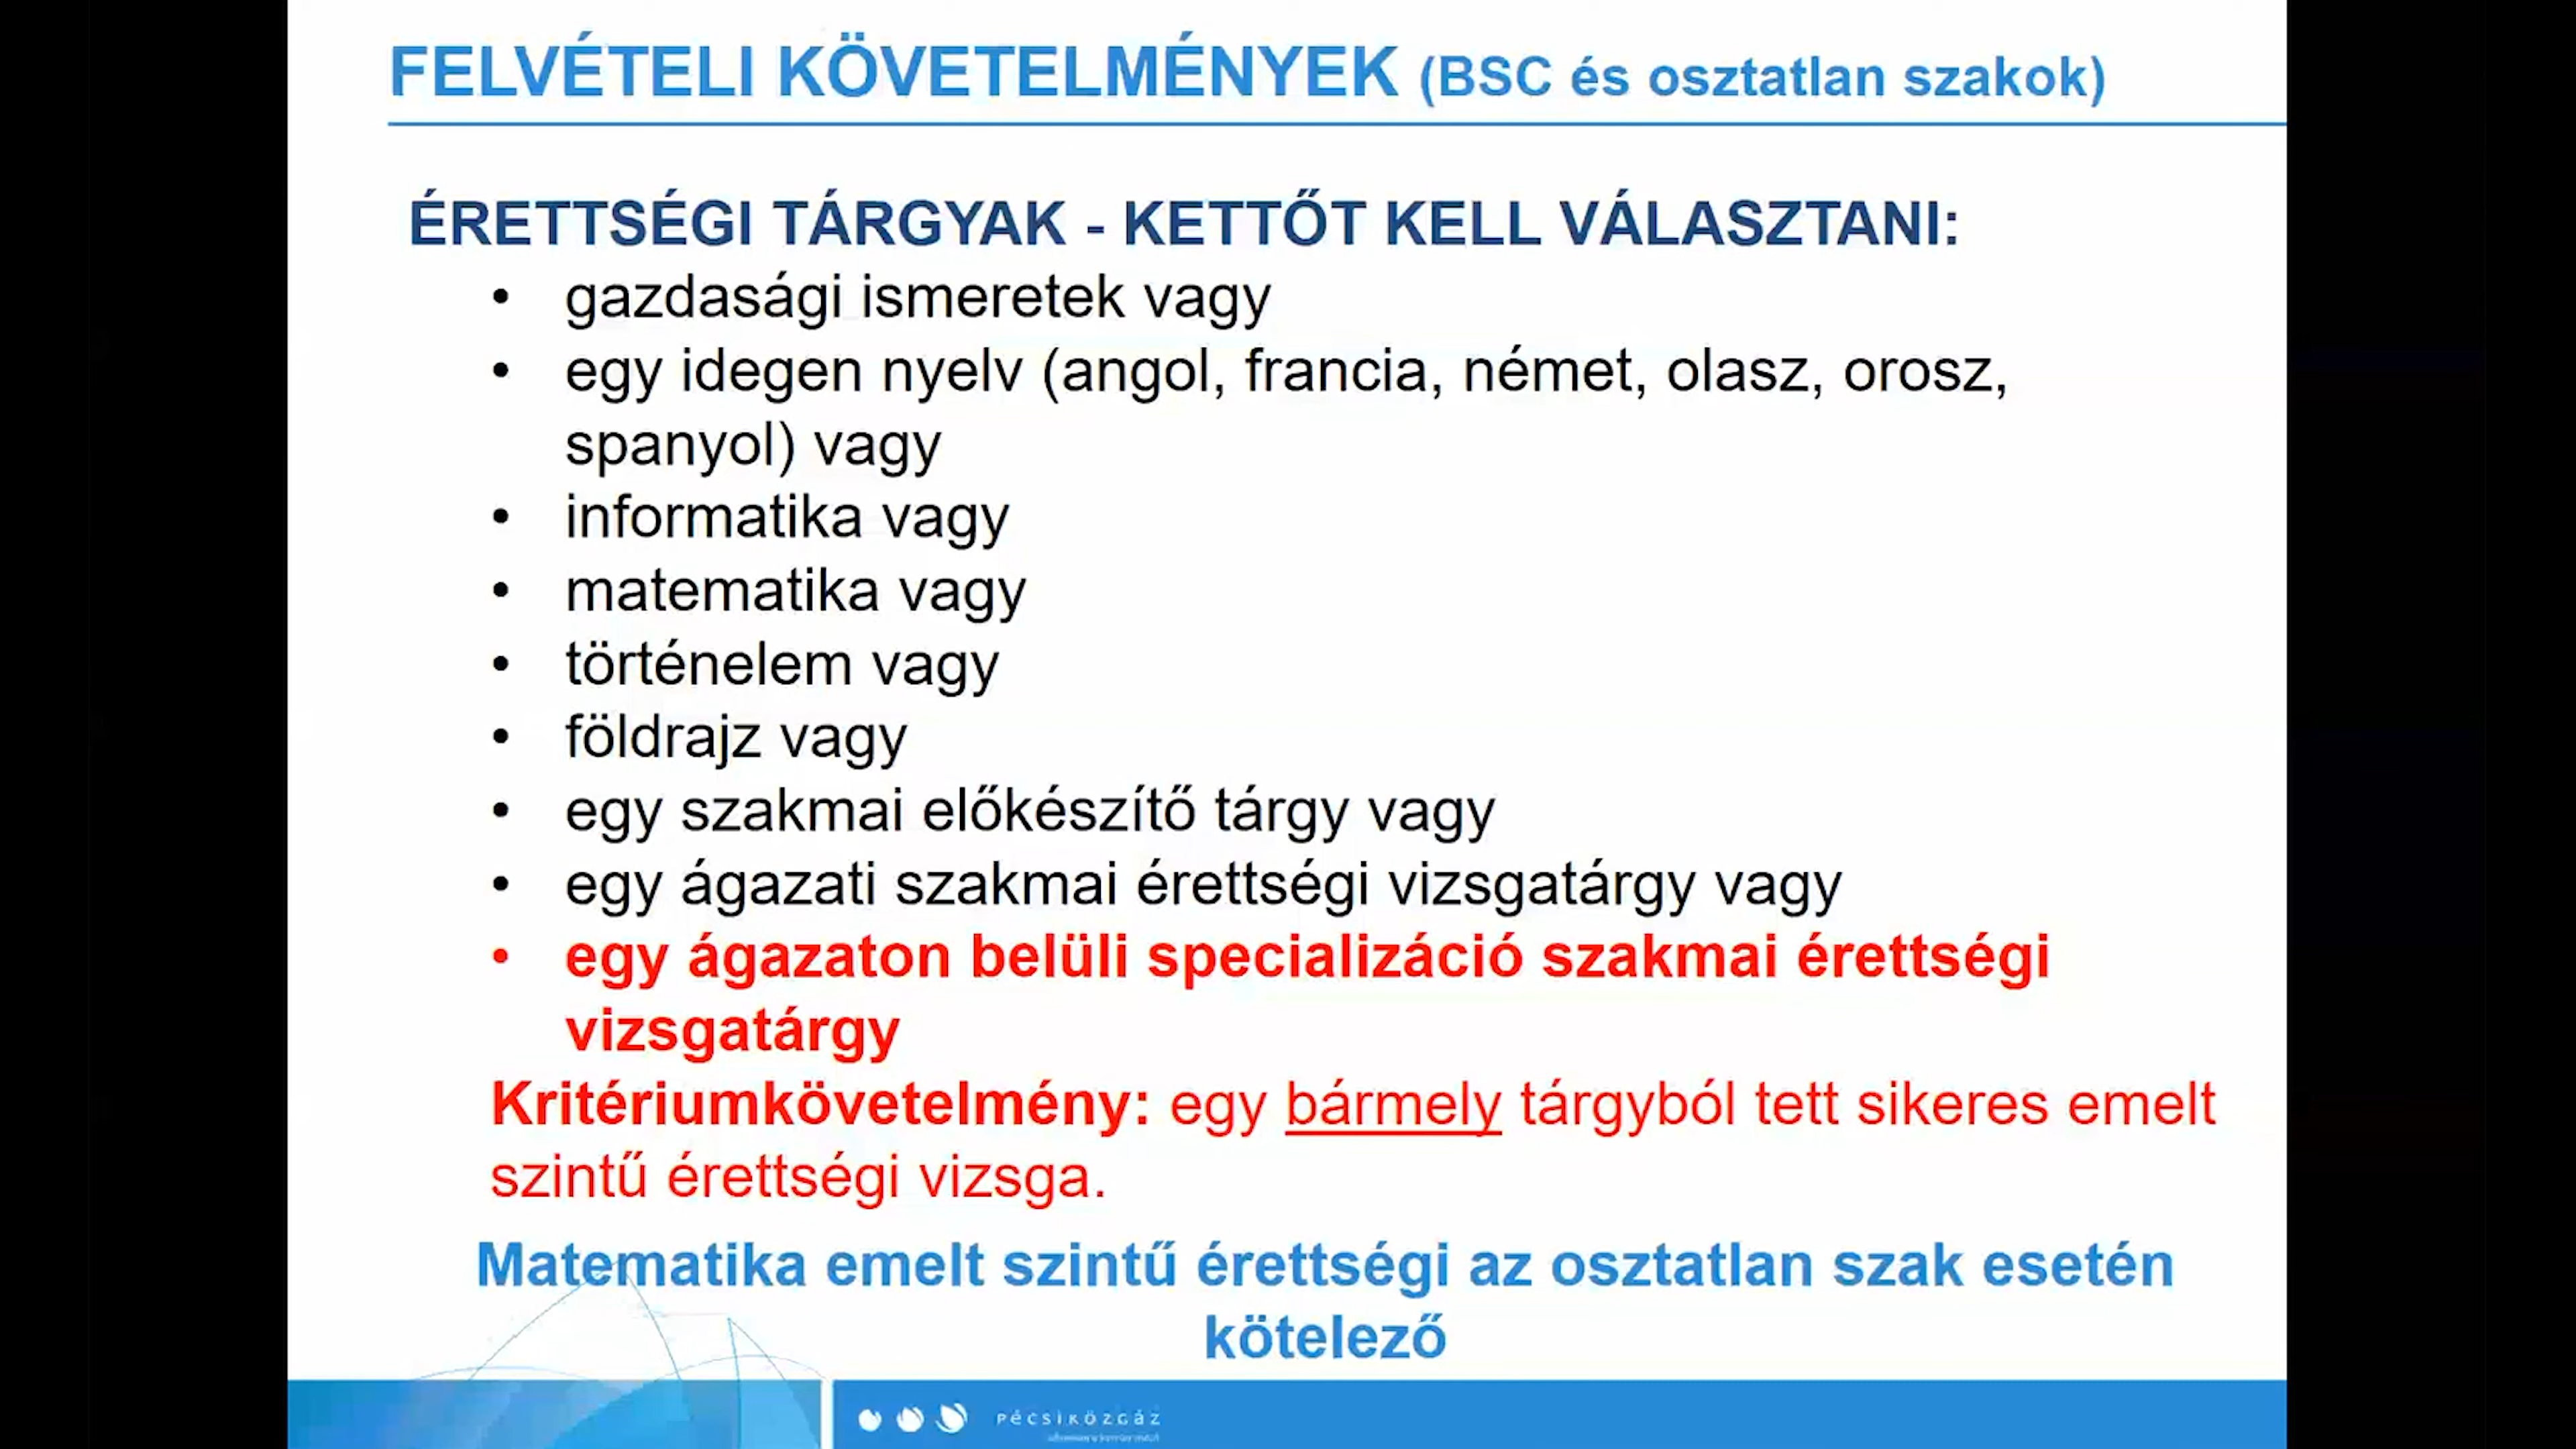 FELVÉTELI KÖVETELMÉNYEK (BSC és osztatlan szakok)
ÉRETTSÉGI TÁRGYAK - KETTŐT KELL VÁLASZTANI:
• gazdasági ismeretek vagy
• egy idegen nyelv (angol, francia, német, olasz, orosz,
spanyol) vagy
• informatika vagy
• matematika vagy
• történelem vagy
• földrajz vagy
• egy szakmai előkészítő tárgy vagy
• egy ágazati szakmai érettségi vizsgatárgy vagy
• egy ágazaton belüli specializáció szakmai érettségi
vizsgatárgy
Kritériumkövetelmény: egy bármely tárgyból tett sikeres emelt
szintű érettségi vizsga.
Matematika emelt szintű érettségi az osztatlan szak esetén
kötelező
PÉCSIKÖZGÁZ